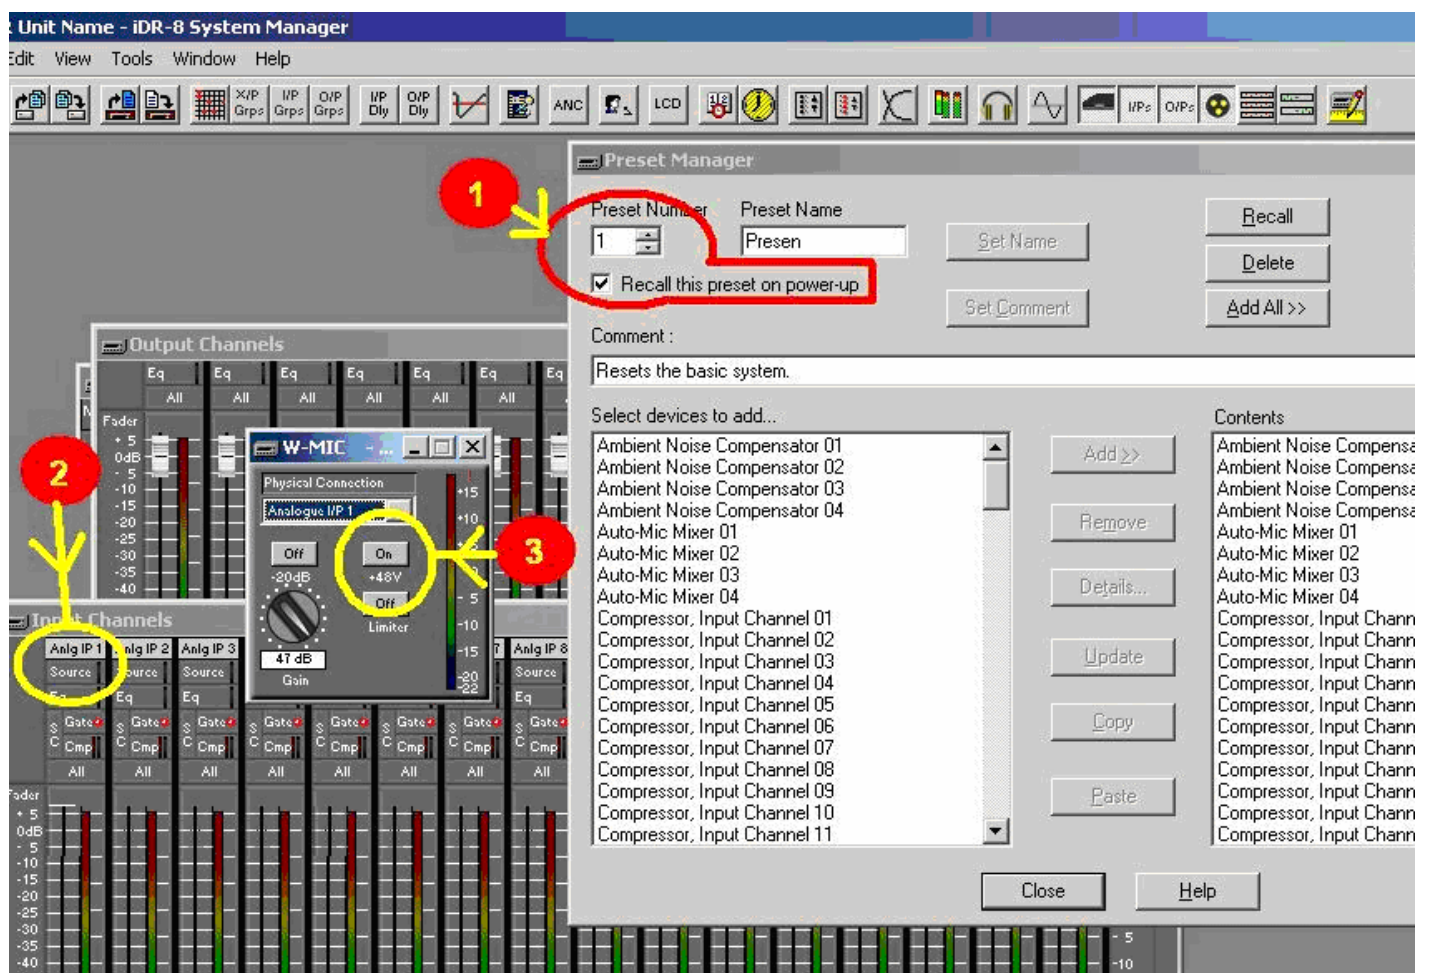 Unit Name - iDR-8 System Manager
Edit View Tools Window Help
X/P Grps I/P Grps O/P Grps I/P Dly O/P Dly ANC LCD I/Ps O/Ps
Preset Manager
1
Preset Number Preset Name
1 Presen Set Name Recall
Recall this preset on power-up Delete
Set Comment Add All >>
Comment :
Resets the basic system.
Select devices to add... Contents
Ambient Noise Compensator 01
Ambient Noise Compensator 02
Ambient Noise Compensator 03
Ambient Noise Compensator 04
Auto-Mic Mixer 01
Auto-Mic Mixer 02
Auto-Mic Mixer 03
Auto-Mic Mixer 04
Compressor, Input Channel 01
Compressor, Input Channel 02
Compressor, Input Channel 03
Compressor, Input Channel 04
Compressor, Input Channel 05
Compressor, Input Channel 06
Compressor, Input Channel 07
Compressor, Input Channel 08
Compressor, Input Channel 09
Compressor, Input Channel 10
Compressor, Input Channel 11
Add >>
Remove
Details...
Update
Copy
Paste
Ambient Noise Compensa
Ambient Noise Compensa
Ambient Noise Compensa
Ambient Noise Compensa
Auto-Mic Mixer 01
Auto-Mic Mixer 02
Auto-Mic Mixer 03
Auto-Mic Mixer 04
Compressor, Input Chann
Compressor, Input Chann
Compressor, Input Chann
Compressor, Input Chann
Compressor, Input Chann
Compressor, Input Chann
Compressor, Input Chann
Compressor, Input Chann
Compressor, Input Chann
Compressor, Input Chann
Compressor, Input Chann
Close Help
Output Channels
Eq Eq Eq Eq Eq Eq Eq
All All All All All All
Fader
+ 5
0dB
- 5
-10
-15
-20
-25
-30
-35
-40
2
W-MIC - ...
Physical Connection
Analogue I/P 1
Off On
-20dB +48V
Off
Limiter
47 dB
Gain
+15
+10
- 5
-10
-15
-20
-22
3
Input Channels
Anlg IP 1 Anlg IP 2 Anlg IP 3 7 Anlg IP 8
Source Source Source Source
Eq Eq Eq Eq
S Gate S Gate S Gate S Gate S Gate S Gate S Gate S Gate
C Cmp C Cmp C Cmp C Cmp C Cmp C Cmp C Cmp C Cmp
All All All All All All All All
Fader
+ 5
0dB
- 5
-10
-15
-20
-25
-30
-35
-40
- 5
-10